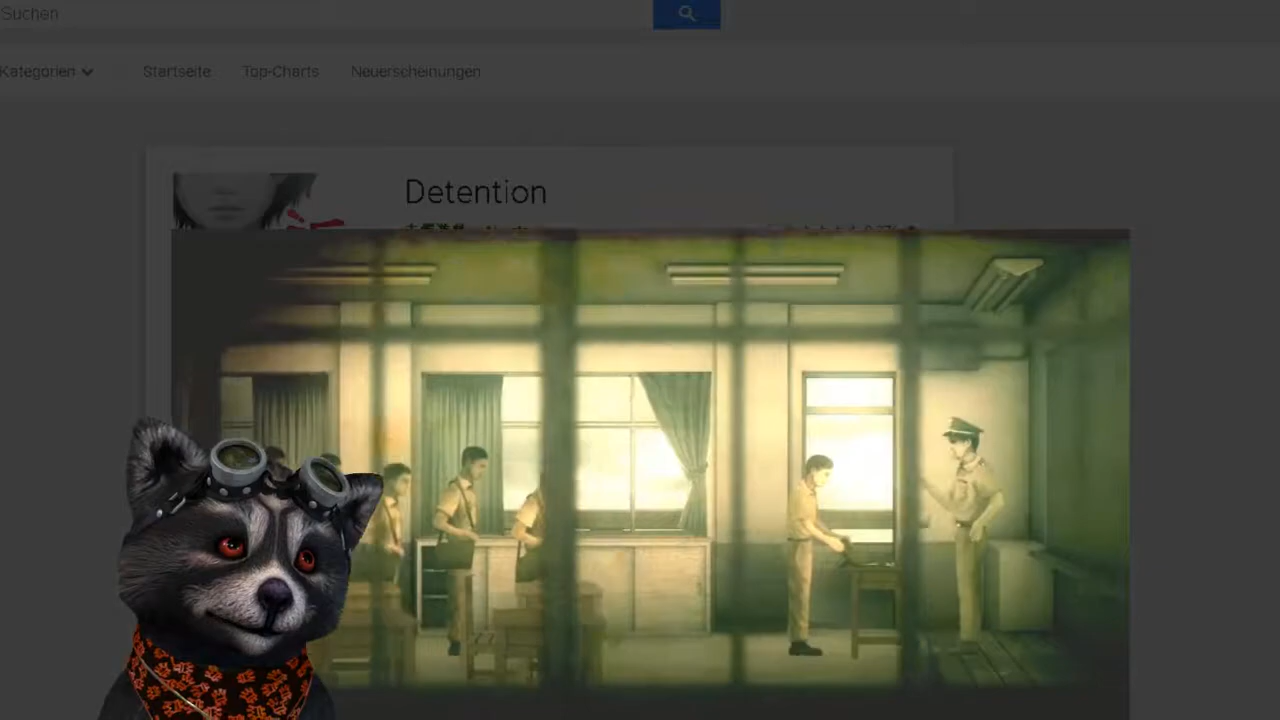 Suchen
Kategorien Startseite Top-Charts Neuerscheinungen
Detention